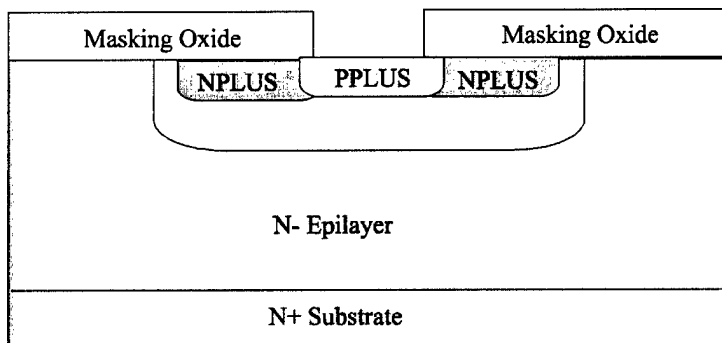 Masking Oxide
Masking Oxide
NPLUS
PPLUS
NPLUS
N- Epilayer
N+ Substrate